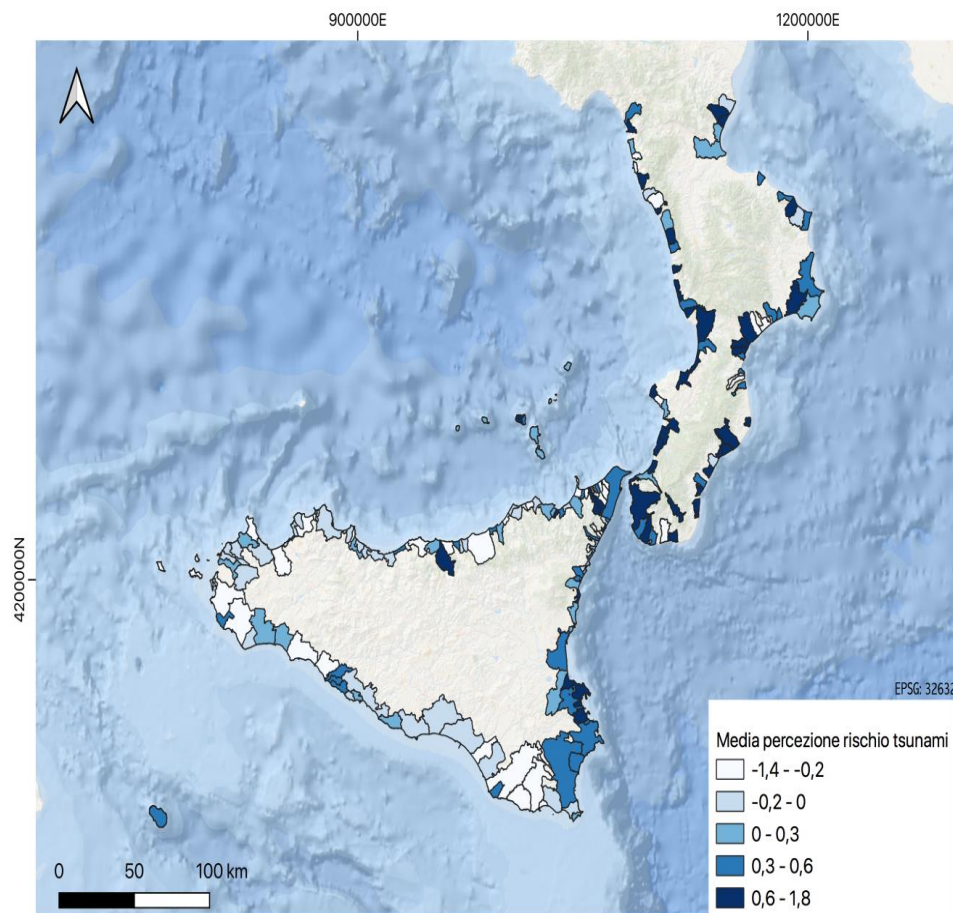 900000E
1200000E
4200000N
EPSG: 32632
Media percezione rischio tsunami
-1,4 - -0,2
-0,2 - 0
0 - 0,3
0,3 - 0,6
0,6 - 1,8
0 50 100 km